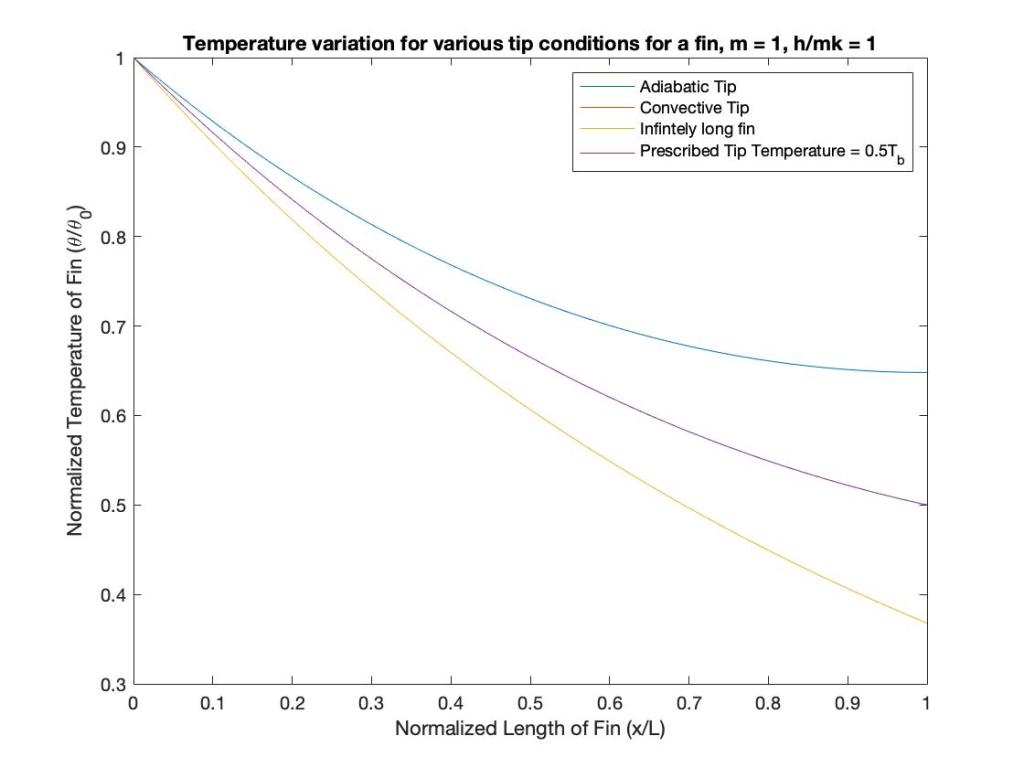 Temperature variation for various tip conditions for a fin, m = 1, h/mk = 1
Adiabatic Tip
Convective Tip
Infintely long fin
Prescribed Tip Temperature = 0.5T_b
Normalized Temperature of Fin (θ/θ_0)
1
0.9
0.8
0.7
0.6
0.5
0.4
0.3
0 0.1 0.2 0.3 0.4 0.5 0.6 0.7 0.8 0.9 1
Normalized Length of Fin (x/L)